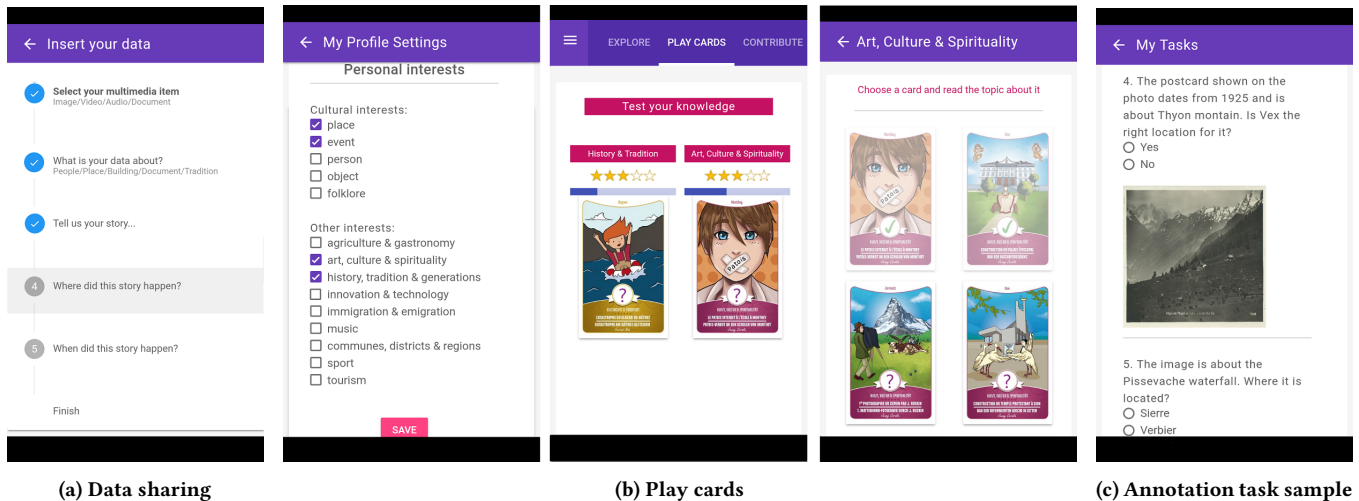 Insert your data
Select your multimedia item
Image/Video/Audio/Document
What is your data about?
People/Place/Building/Document/Tradition
Tell us your story...
4
Where did this story happen?
5
When did this story happen?
Finish
My Profile Settings
Personal interests
Cultural interests:
place
event
person
object
folklore
Other interests:
agriculture & gastronomy
art, culture & spirituality
history, tradition & generations
innovation & technology
immigration & emigration
music
communes, districts & regions
sport
tourism
SAVE
EXPLORE PLAY CARDS CONTRIBUTE
Test your knowledge
History & Tradition
Art, Culture & Spirituality
Patois
?
?
Art, Culture & Spirituality
Choose a card and read the topic about it
Patois
?
?
My Tasks
4. The postcard shown on the
photo dates from 1925 and is
about Thyon montain. Is Vex the
right location for it?
Yes
No
5. The image is about the
Pissevache waterfall. Where it is
located?
Sierre
Verbier
(a) Data sharing
(b) Play cards
(c) Annotation task sample